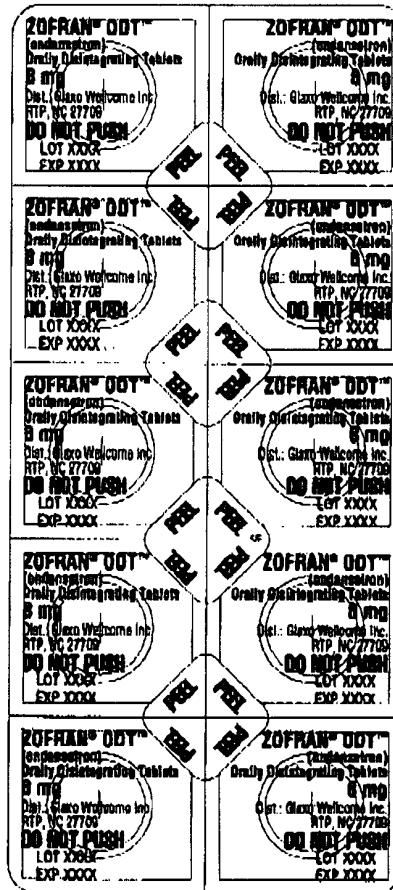 ZOFRAN® ODT™
(ondansetron)
Orally Disintegrating Tablets
8 mg
Dist.: Glaxo Wellcome Inc.
RTP, NC 27709
DO NOT PUSH
LOT XXXX
EXP XXXX
ZOFRAN® ODT™
(ondansetron)
Orally Disintegrating Tablets
8 mg
Dist.: Glaxo Wellcome Inc.
RTP, NC 27709
DO NOT PUSH
LOT XXXX
EXP XXXX
PEEL PEEL
PEEL PEEL
ZOFRAN® ODT™
(ondansetron)
Orally Disintegrating Tablets
8 mg
Dist.: Glaxo Wellcome Inc.
RTP, NC 27709
DO NOT PUSH
LOT XXXX
EXP XXXX
ZOFRAN® ODT™
(ondansetron)
Orally Disintegrating Tablets
8 mg
Dist.: Glaxo Wellcome Inc.
RTP, NC 27709
DO NOT PUSH
LOT XXXX
EXP XXXX
PEEL PEEL
PEEL PEEL
ZOFRAN® ODT™
(ondansetron)
Orally Disintegrating Tablets
8 mg
Dist.: Glaxo Wellcome Inc.
RTP, NC 27709
DO NOT PUSH
LOT XXXX
EXP XXXX
ZOFRAN® ODT™
(ondansetron)
Orally Disintegrating Tablets
8 mg
Dist.: Glaxo Wellcome Inc.
RTP, NC 27709
DO NOT PUSH
LOT XXXX
EXP XXXX
PEEL PEEL
PEEL PEEL
ZOFRAN® ODT™
(ondansetron)
Orally Disintegrating Tablets
8 mg
Dist.: Glaxo Wellcome Inc.
RTP, NC 27709
DO NOT PUSH
LOT XXXX
EXP XXXX
ZOFRAN® ODT™
(ondansetron)
Orally Disintegrating Tablets
8 mg
Dist.: Glaxo Wellcome Inc.
RTP, NC 27709
DO NOT PUSH
LOT XXXX
EXP XXXX
PEEL PEEL
PEEL PEEL
ZOFRAN® ODT™
(ondansetron)
Orally Disintegrating Tablets
8 mg
Dist.: Glaxo Wellcome Inc.
RTP, NC 27709
DO NOT PUSH
LOT XXXX
EXP XXXX
ZOFRAN® ODT™
(ondansetron)
Orally Disintegrating Tablets
8 mg
Dist.: Glaxo Wellcome Inc.
RTP, NC 27709
DO NOT PUSH
LOT XXXX
EXP XXXX